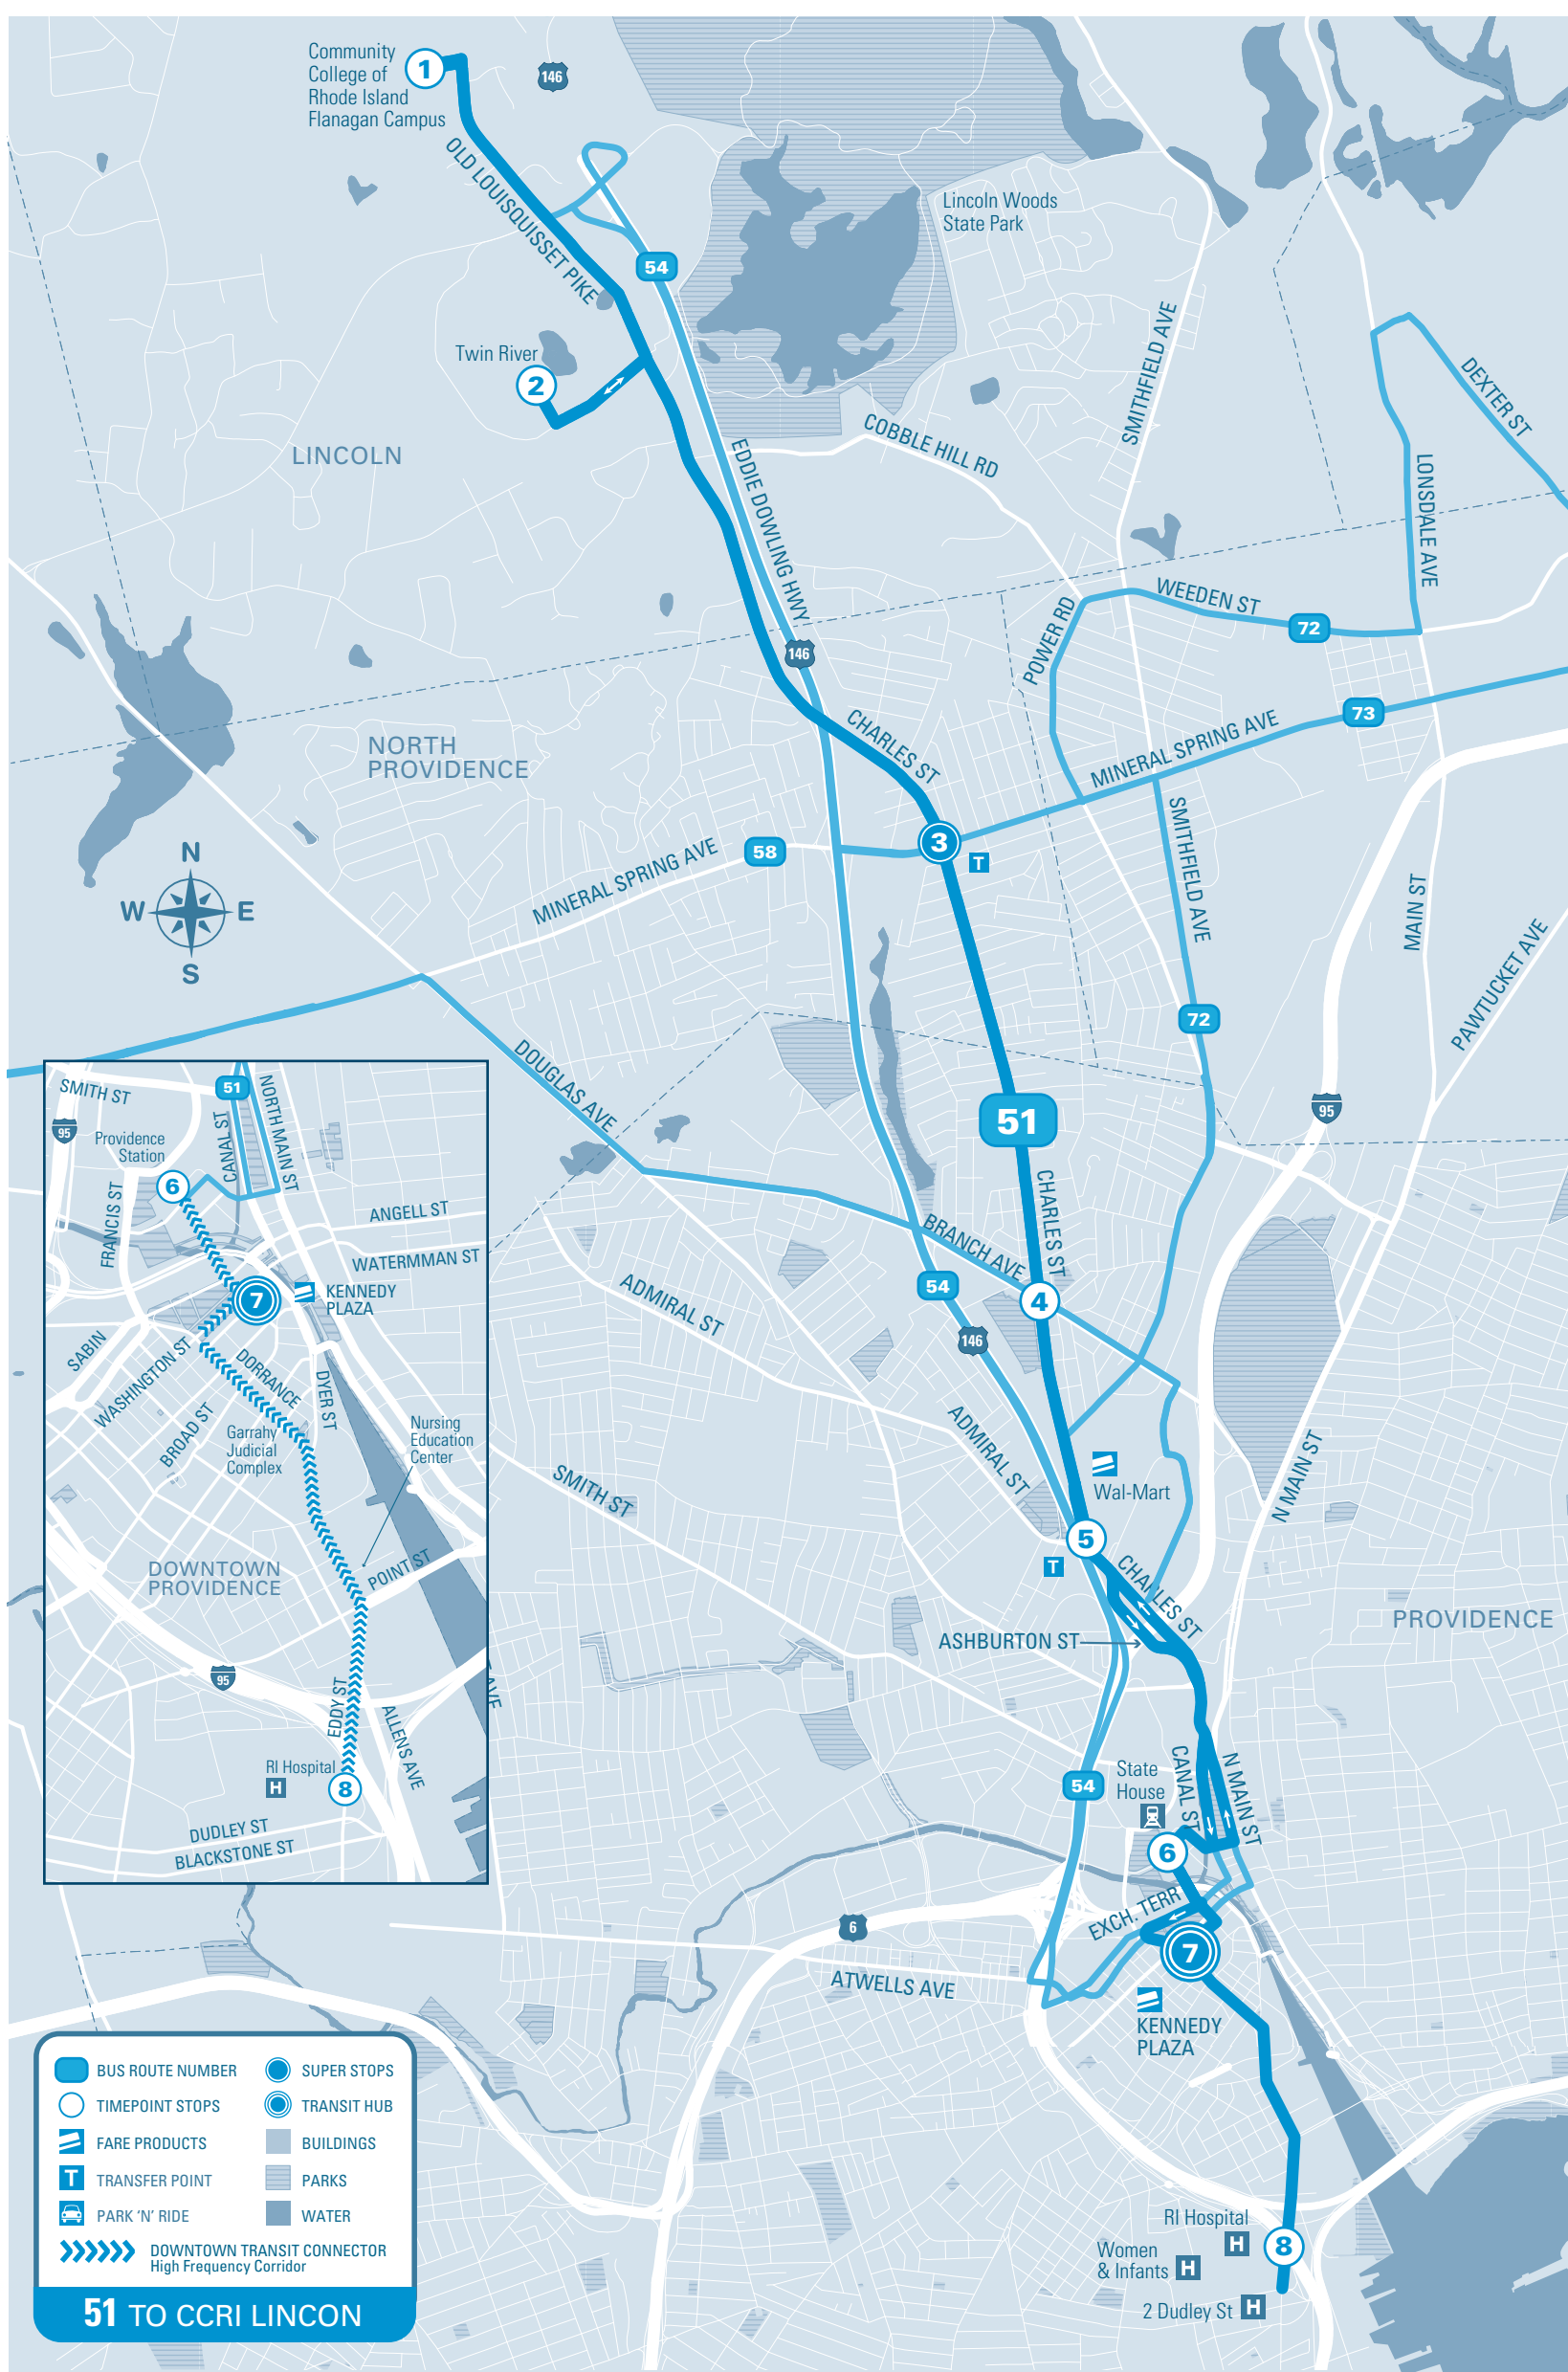 Community
College of
Rhode Island
Flanagan Campus
1
146
OLD LOUISQUISSET PIKE
54
Lincoln Woods
State Park
Twin River
2
LINCOLN
SMITHFIELD AVE
DEXTER ST
COBBLE HILL RD
EDDIE DOWLING HWY
LONSDALE AVE
WEEDEN ST
72
POWER RD
146
73
CHARLES ST
MINERAL SPRING AVE
NORTH
PROVIDENCE
3
T
58
MINERAL SPRING AVE
SMITHFIELD AVE
MAIN ST
PAWTUCKET AVE
N
W
E
S
72
DOUGLAS AVE
51
95
CHARLES ST
BRANCH AVE
54
4
146
ADMIRAL ST
ADMIRAL ST
Wal-Mart
N MAIN ST
SMITH ST
5
T
CHARLES ST
ASHBURTON ST
PROVIDENCE
54
State
House
CANAL ST
N MAIN ST
6
EXCH. TERR
7
6
ATWELLS AVE
KENNEDY
PLAZA
RI Hospital
H
8
Women
& Infants
H
2 Dudley St
H
SMITH ST
51
NORTH MAIN ST
95
Providence
Station
CANAL ST
6
FRANCIS ST
ANGELL ST
WATERMMAN ST
7
KENNEDY
PLAZA
SABIN
WASHINGTON ST
DORRANCE
DYER ST
BROAD ST
Garrahy
Judicial
Complex
Nursing
Education
Center
DOWNTOWN
PROVIDENCE
POINT ST
95
EDDY ST
ALLENS AVE
AVE
RI Hospital
H
8
DUDLEY ST
BLACKSTONE ST
BUS ROUTE NUMBER
SUPER STOPS
TIMEPOINT STOPS
TRANSIT HUB
FARE PRODUCTS
BUILDINGS
T
TRANSFER POINT
PARKS
PARK 'N' RIDE
WATER
DOWNTOWN TRANSIT CONNECTOR
High Frequency Corridor
51 TO CCRI LINCON